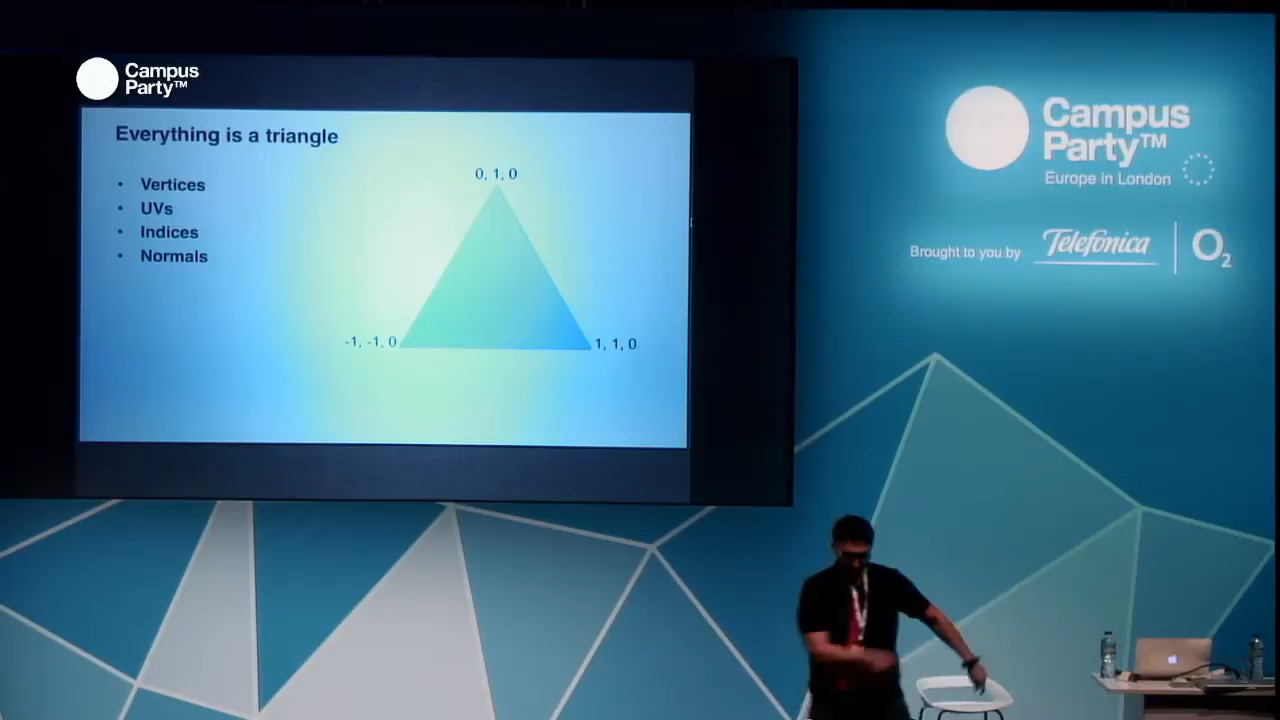 Campus
Party™
Everything is a triangle
• Vertices
• UVs
• Indices
• Normals
0, 1, 0
-1, -1, 0
1, 1, 0
Campus
Party™
Europe in London
Brought to you by
Telefónica
O2